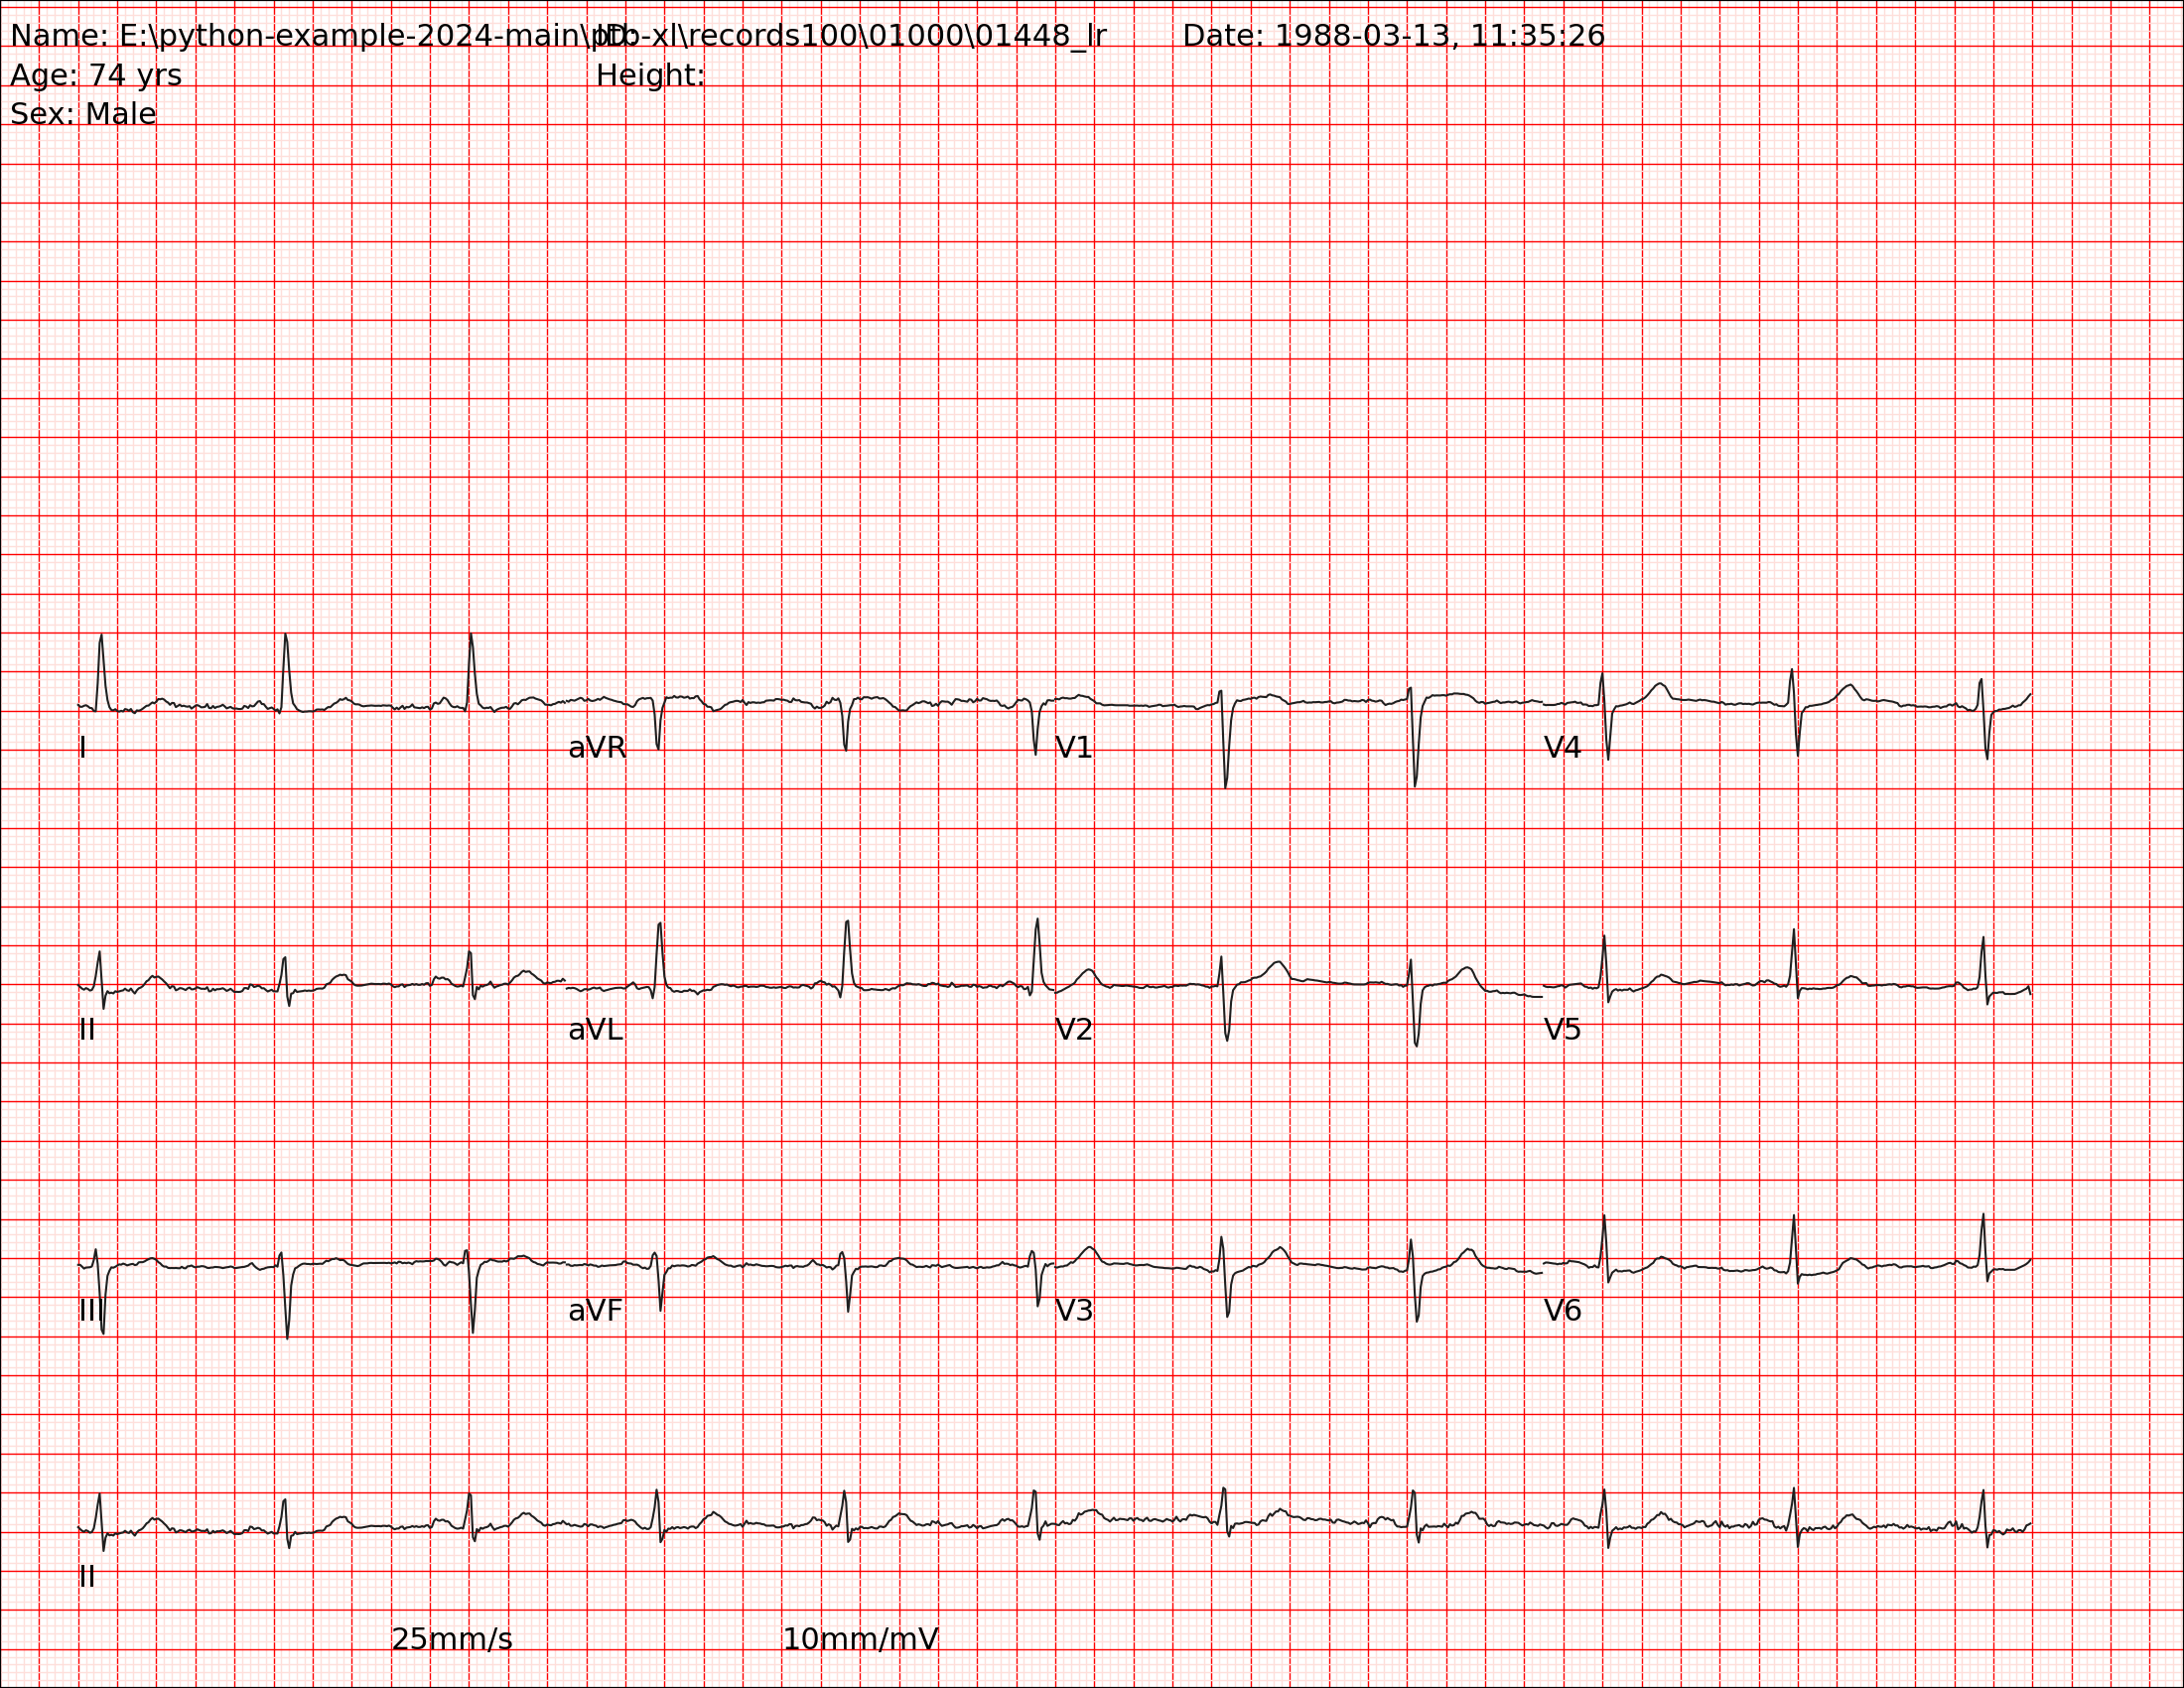 Name: E:\python-example-2024-main\ptb-xl\records100\01000\01448_lr ID: Date: 1988-03-13, 11:35:26
Age: 74 yrs Height:
Sex: Male
I aVR V1 V4
II aVL V2 V5
III aVF V3 V6
II
25mm/s 10mm/mV